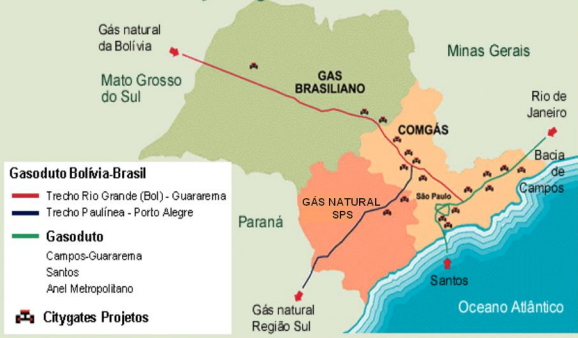 Gás natural
da Bolívia
Mato Grosso
do Sul
GAS
BRASILIANO
Minas Gerais
Rio de
Janeiro
COMGÁS
Bacia
de
Campos
São Paulo
GÁS NATURAL
SPS
Paraná
Santos
Gás natural
Região Sul
Oceano Atlântico
Gasoduto Bolívia-Brasil
Trecho Rio Grande (Bol) - Guararema
Trecho Paulínea - Porto Alegre
Gasoduto
Campos-Guararema
Santos
Anel Metropolitano
Citygates Projetos